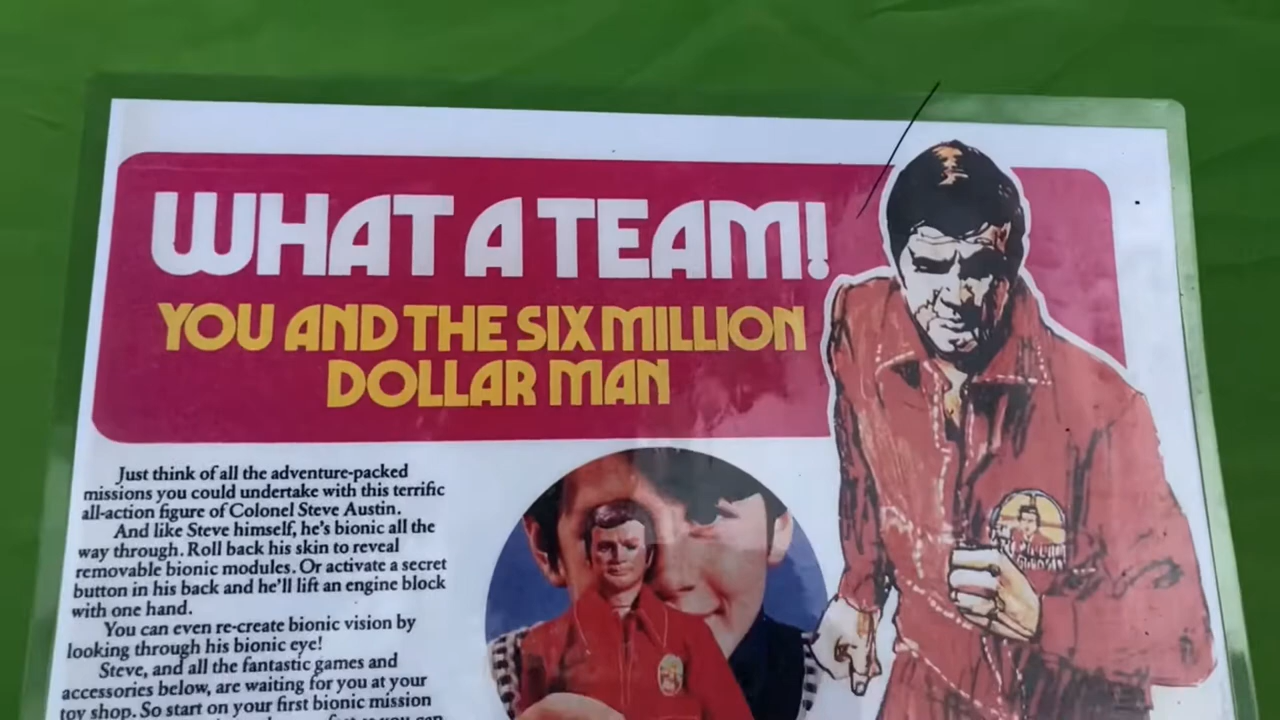 WHAT A TEAM!
YOU AND THE SIX MILLION
DOLLAR MAN
Just think of all the adventure-packed
missions you could undertake with this terrific
all-action figure of Colonel Steve Austin.
And like Steve himself, he's bionic all the
way through. Roll back his skin to reveal
removable bionic modules. Or activate a secret
button in his back and he'll lift an engine block
with one hand.
You can even re-create bionic vision by
looking through his bionic eye!
Steve, and all the fantastic games and
accessories below, are waiting for you at your
toy shop. So start on your first bionic mission